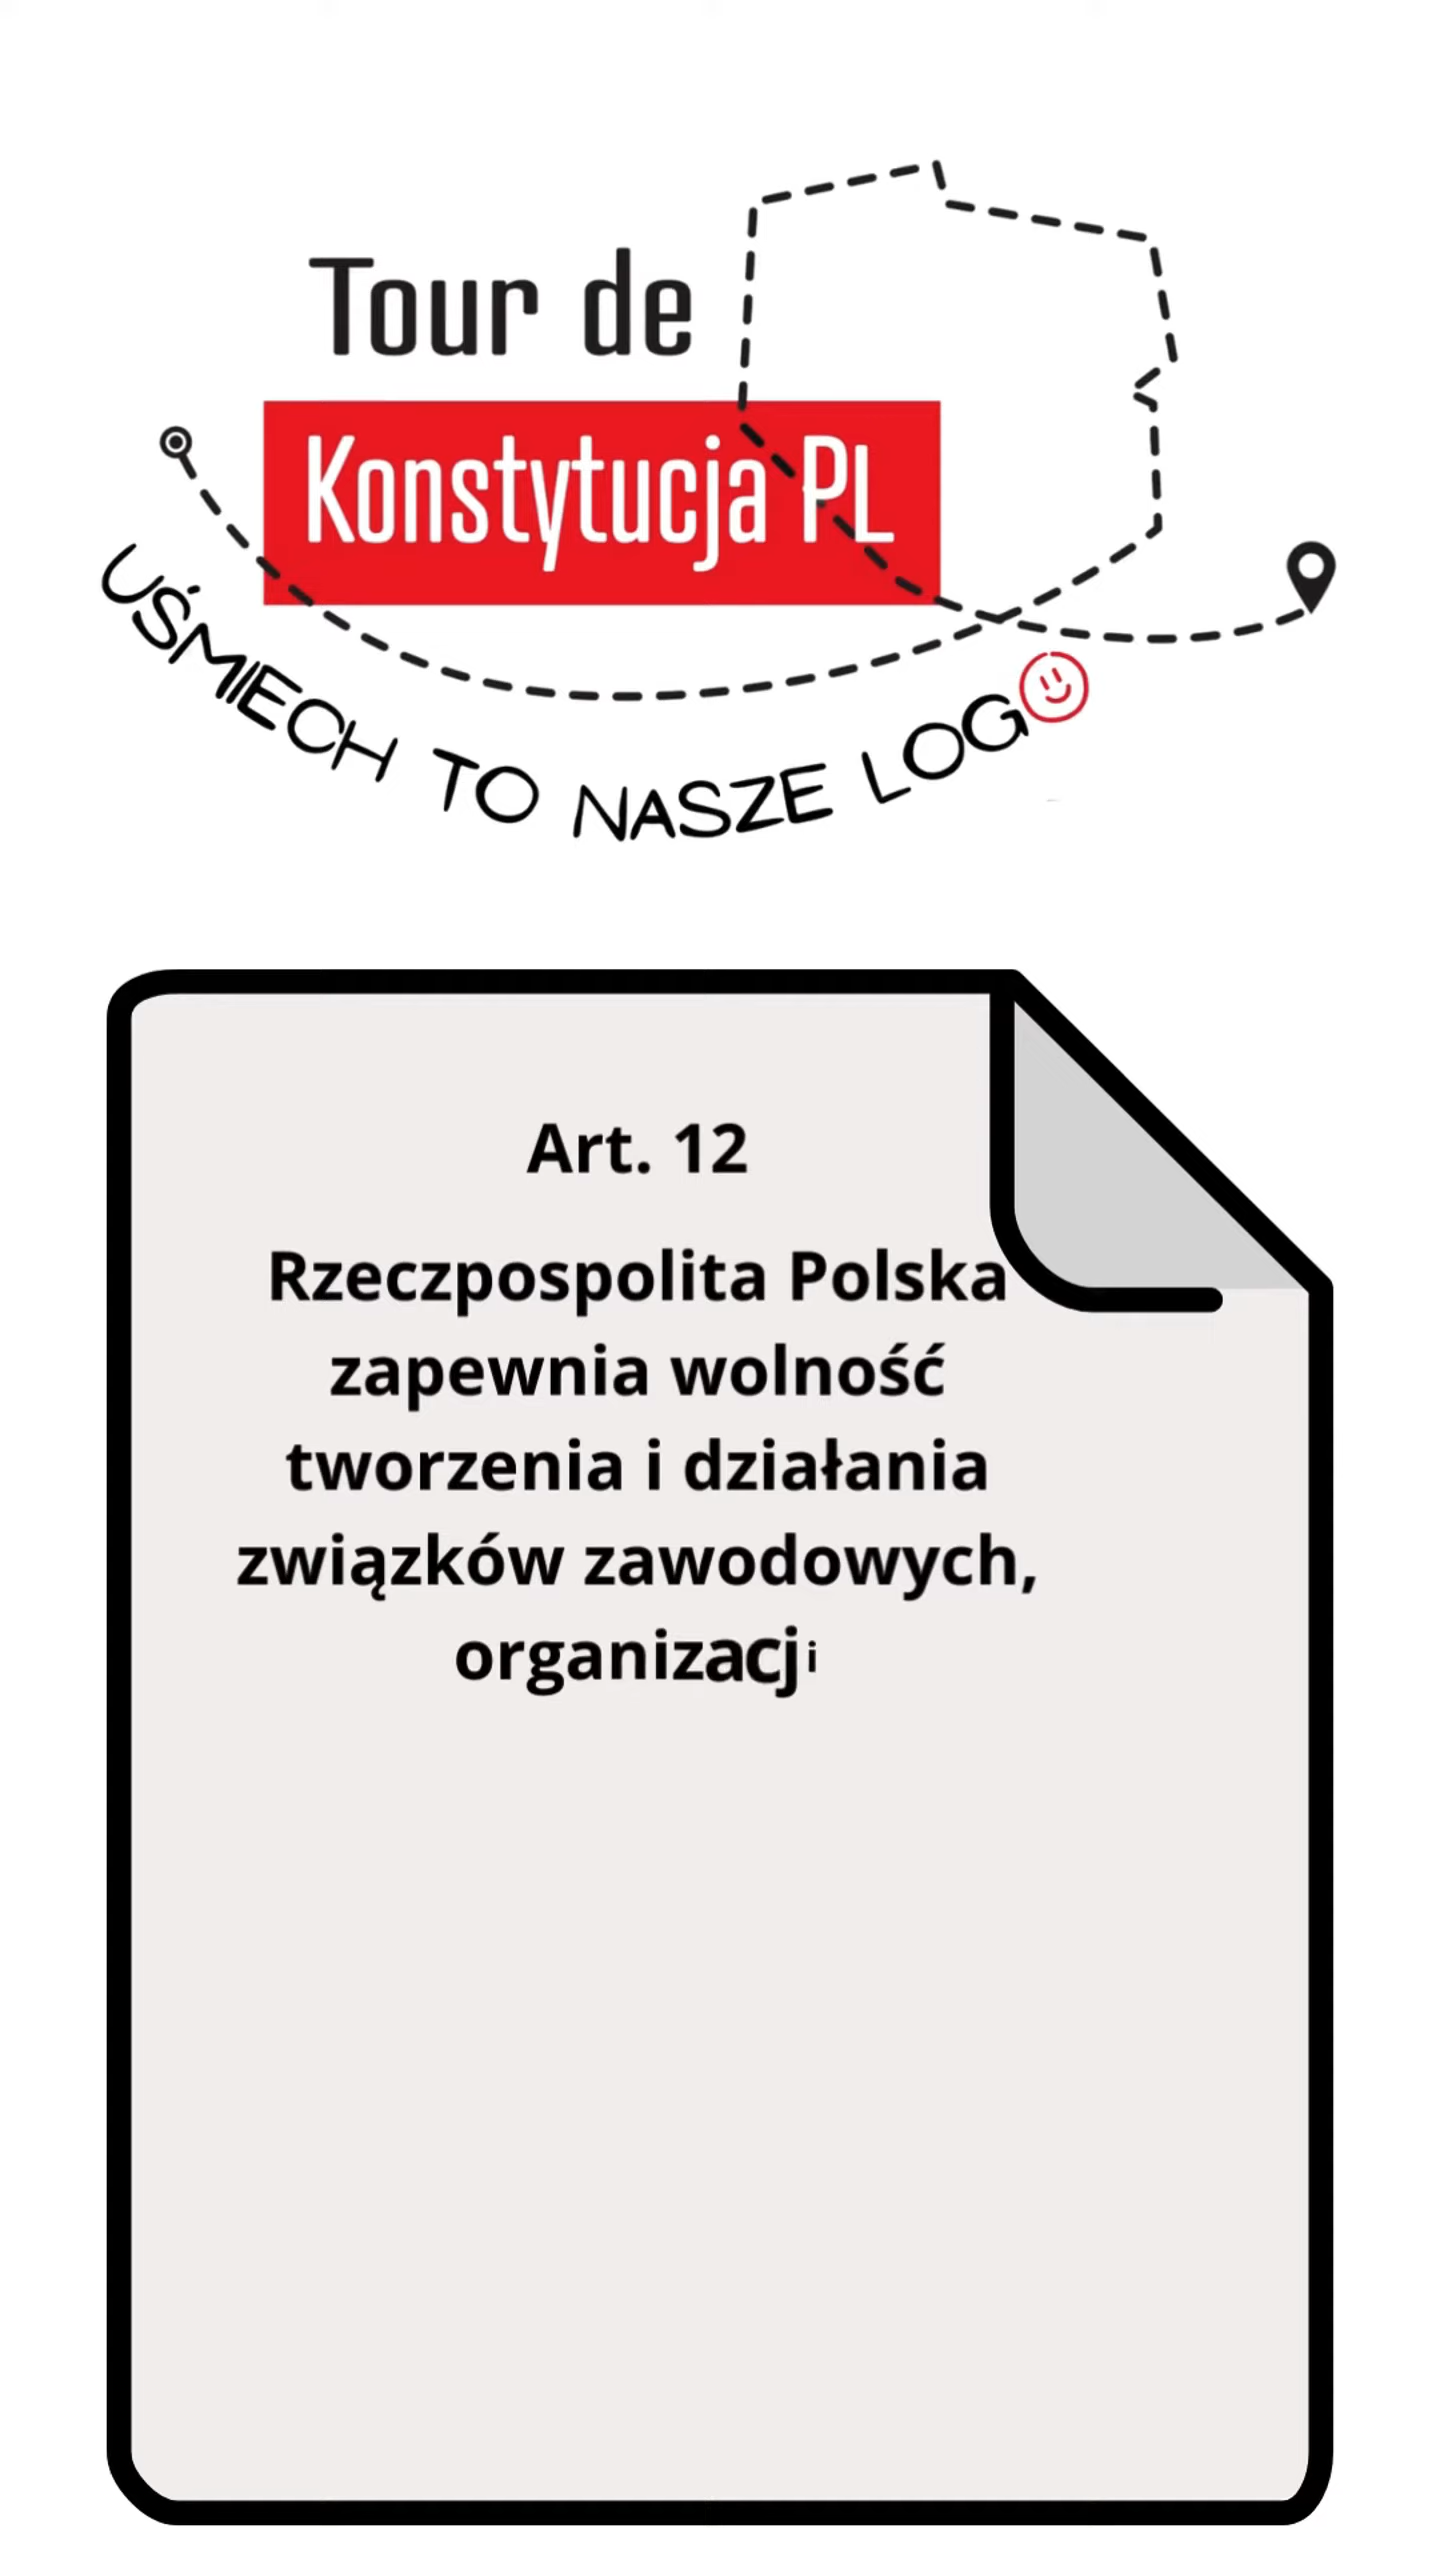 Tour de
Konstytucja PL
UŚMIECH TO NASZE LOGO
Art. 12
Rzeczpospolita Polska
zapewnia wolność
tworzenia i działania
związków zawodowych,
organizacji